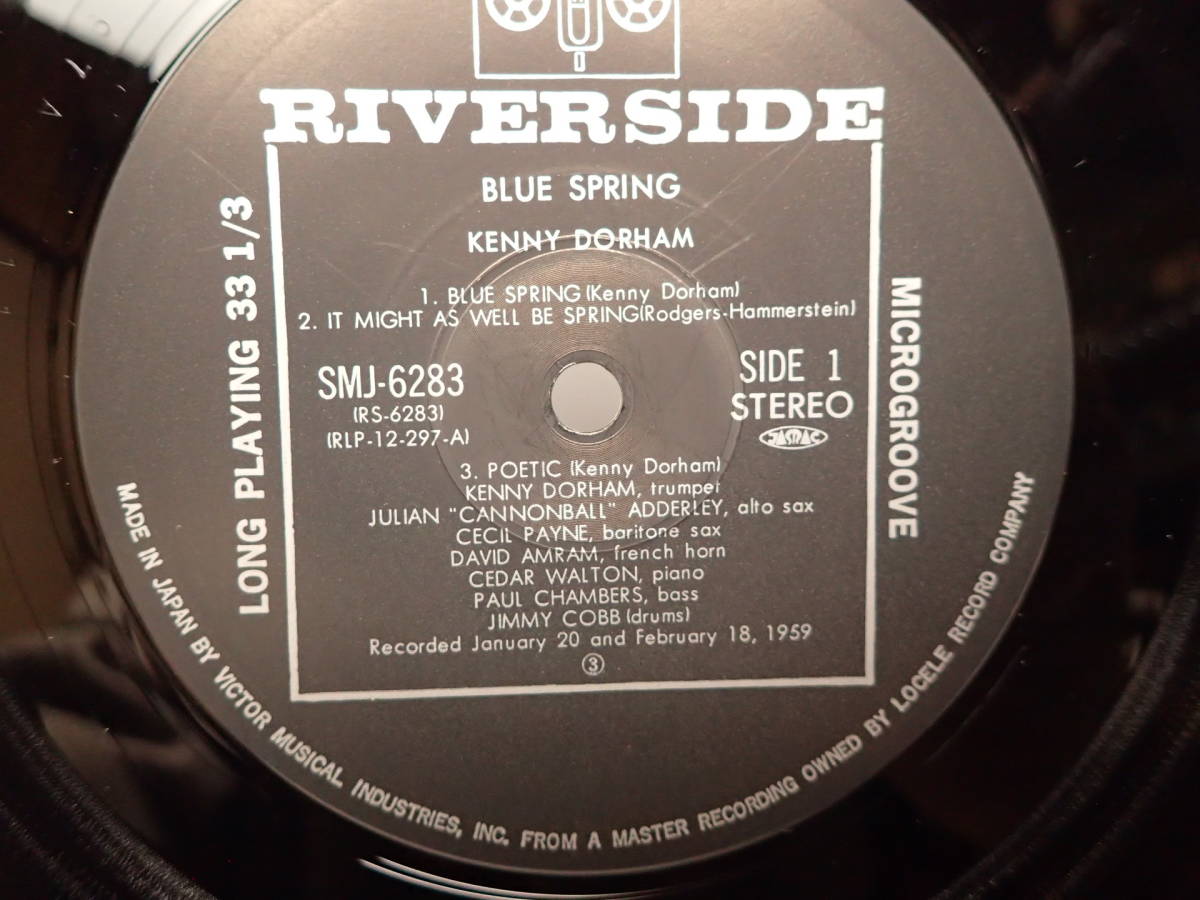 RIVERSIDE
BLUE SPRING
KENNY DORHAM
1. BLUE SPRING (Kenny Dorham)
2. IT MIGHT AS WELL BE SPRING(Rodgers-Hammerstein)
SMJ-6283
(RS-6283)
(RLP-12-297-A)
SIDE 1
STEREO
JASRAC
3. POETIC (Kenny Dorham)
KENNY DORHAM, trumpet
JULIAN "CANNONBALL" ADDERLEY, alto sax
CECIL PAYNE, baritone sax
DAVID AMRAM, french horn
CEDAR WALTON, piano
PAUL CHAMBERS, bass
JIMMY COBB (drums)
Recorded January 20 and February 18, 1959
③
LONG PLAYING 33 1/3
MICROGROOVE
MADE IN JAPAN BY VICTOR MUSICAL INDUSTRIES, INC. FROM A MASTER RECORDING OWNED BY LOCELE RECORD COMPANY